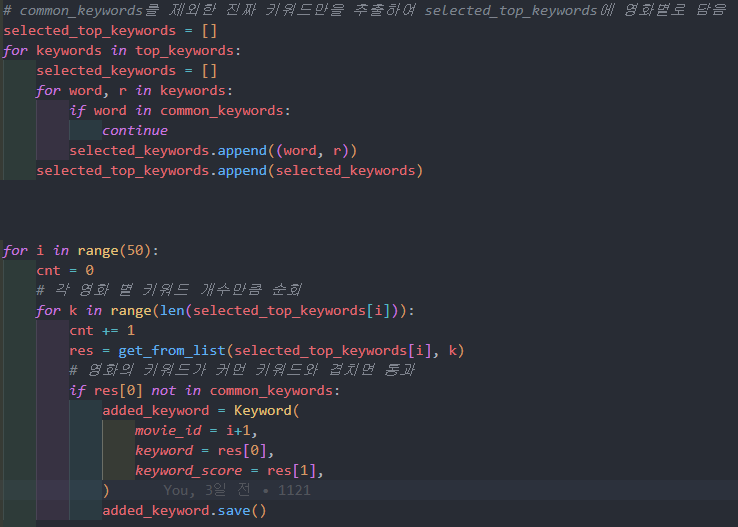 # common_keywords를 제외한 진짜 키워드만을 추출하여 selected_top_keywords에 영화별로 담음
selected_top_keywords = []
for keywords in top_keywords:
    selected_keywords = []
    for word, r in keywords:
        if word in common_keywords:
            continue
        selected_keywords.append((word, r))
    selected_top_keywords.append(selected_keywords)
for i in range(50):
    cnt = 0
    # 각 영화 별 키워드 개수만큼 순회
    for k in range(len(selected_top_keywords[i])):
        cnt += 1
        res = get_from_list(selected_top_keywords[i], k)
        # 영화의 키워드가 커먼 키워드와 겹치면 통과
        if res[0] not in common_keywords:
            added_keyword = Keyword(
                movie_id = i+1,
                keyword = res[0],
                keyword_score = res[1],
            )      You, 3일 전 • 1121
            added_keyword.save()